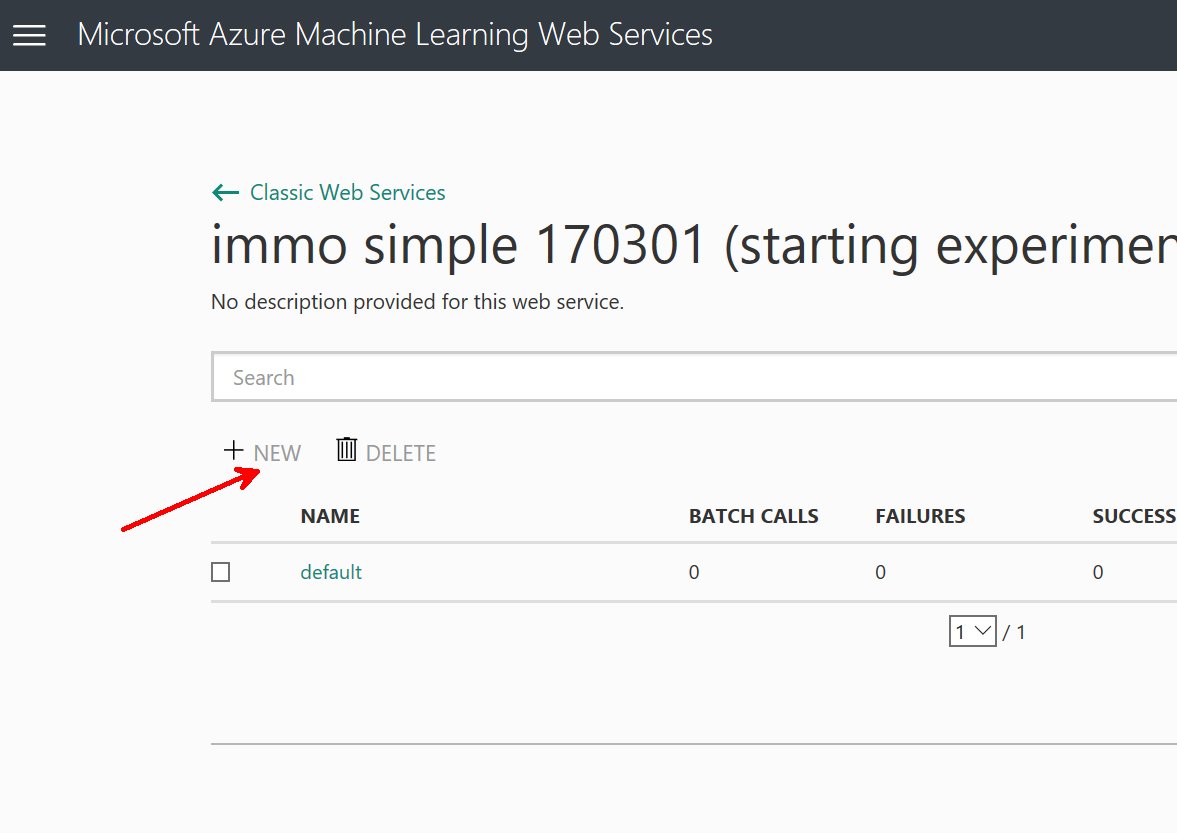 Microsoft Azure Machine Learning Web Services
Classic Web Services
immo simple 170301 (starting
No description provided for this web service.
Search
NEW DELETE
NAME BATCH CALLS FAILURES SUCCESS
default 0 0 0
1 / 1